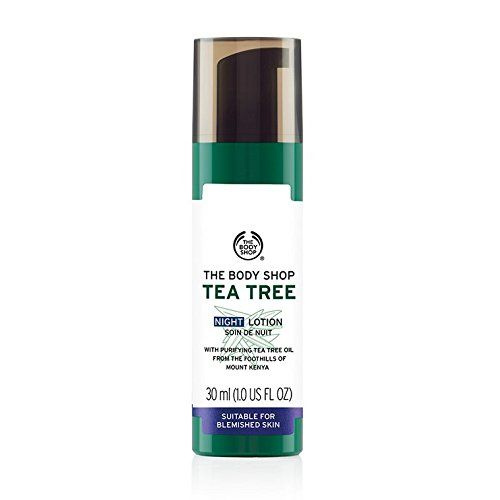 THE
BODY
SHOP
®
THE BODY SHOP
TEA TREE
NIGHT LOTION
SOIN DE NUIT
WITH PURIFYING TEA TREE OIL
FROM THE FOOTHILLS OF
MOUNT KENYA
30 ml (1.0 US FL OZ)
SUITABLE FOR
BLEMISHED SKIN